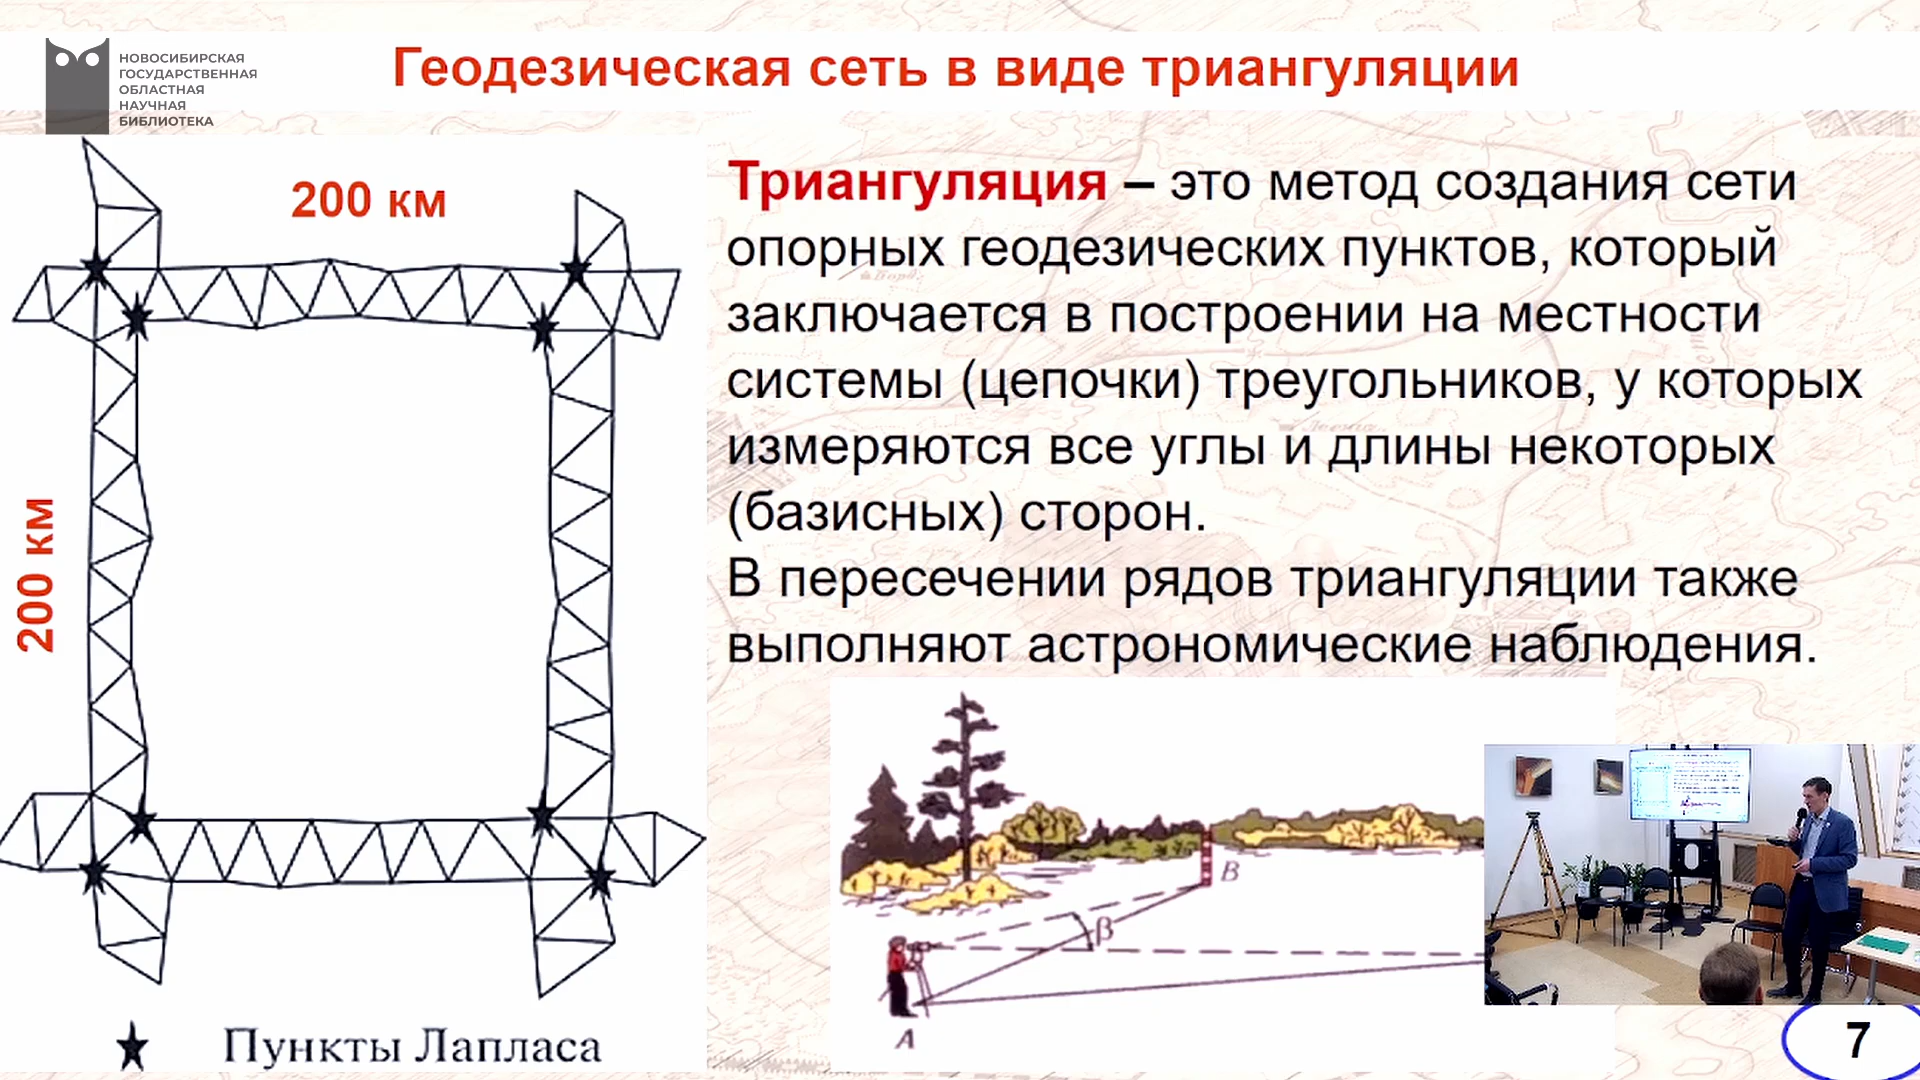 НОВОСИБИРСКАЯ
ГОСУДАРСТВЕННАЯ
ОБЛАСТНАЯ
НАУЧНАЯ
БИБЛИОТЕКА
Геодезическая сеть в виде триангуляции
200 км
200 км
Пункты Лапласа
Триангуляция – это метод создания сети
опорных геодезических пунктов, который
заключается в построении на местности
системы (цепочки) треугольников, у которых
измеряются все углы и длины некоторых
(базисных) сторон.
В пересечении рядов триангуляции также
выполняют астрономические наблюдения.
B
β
A
7